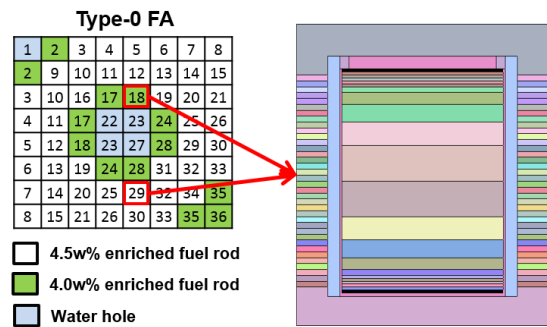 Type-0 FA
1 2 3 4 5 6 7 8
2 9 10 11 12 13 14 15
3 10 16 17 18 19 20 21
4 11 17 22 23 24 25 26
5 12 18 23 27 28 29 30
6 13 19 24 28 31 32 33
7 14 20 25 29 32 34 35
8 15 21 26 30 33 35 36
4.5w% enriched fuel rod
4.0w% enriched fuel rod
Water hole